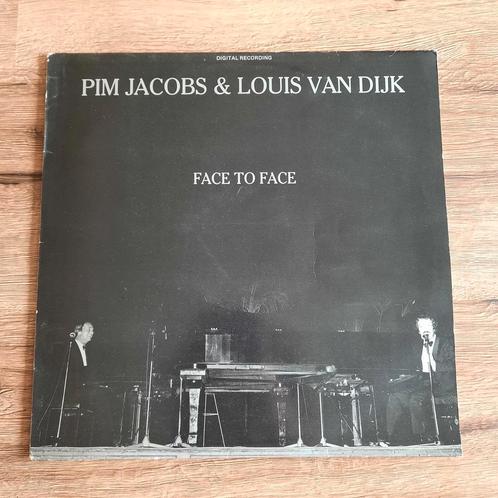 DIGITAL RECORDING
PIM JACOBS & LOUIS VAN DIJK
FACE TO FACE